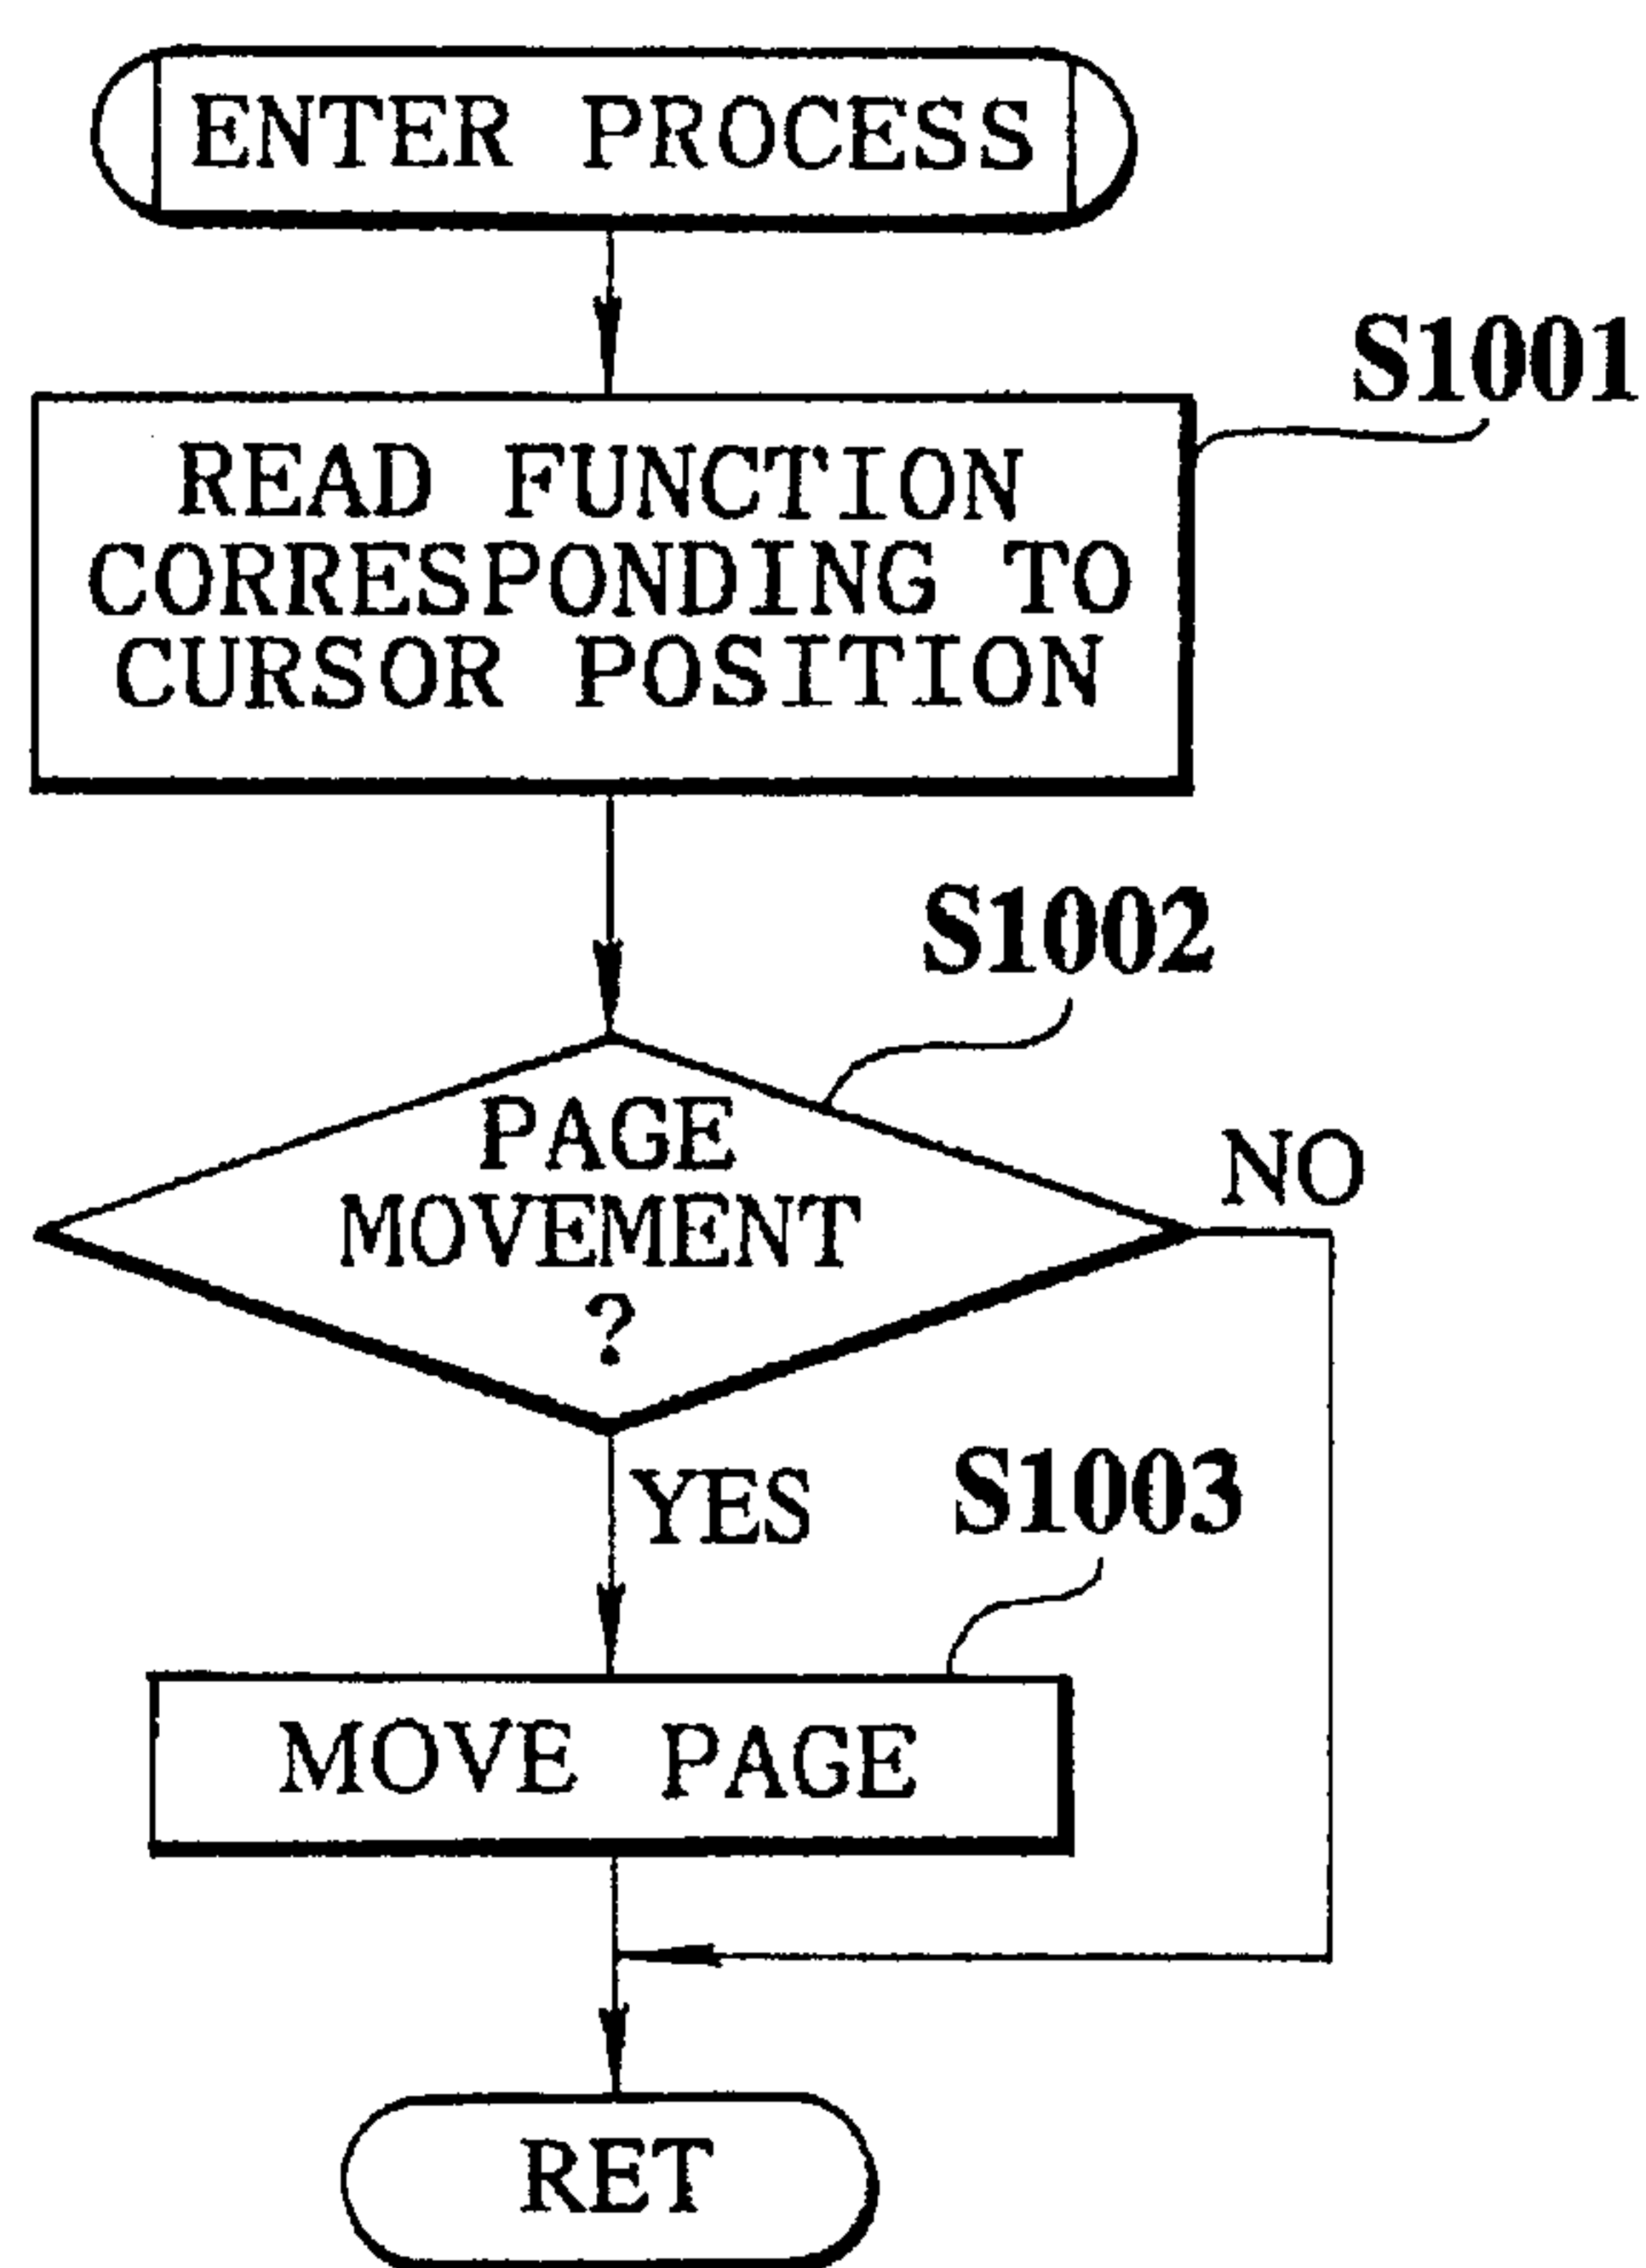 ENTER PROCESS
S1001
READ FUNCTION
CORRESPONDING TO
CURSOR POSITION
S1002
PAGE
MOVEMENT
?
NO
YES
S1003
MOVE PAGE
RET